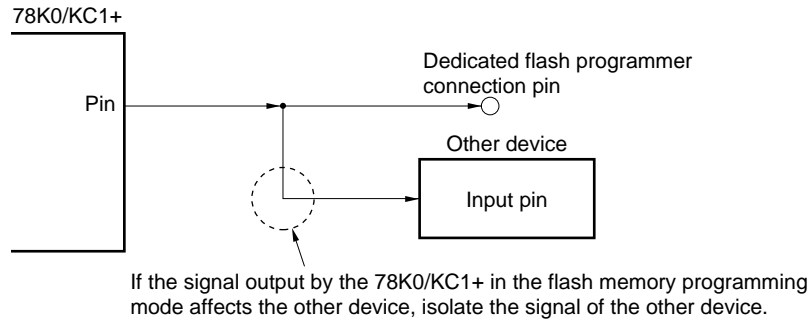 78K0/KC1+
Dedicated flash programmer
connection pin
Pin
Other device
Input pin
If the signal output by the 78K0/KC1+ in the flash memory programming
mode affects the other device, isolate the signal of the other device.